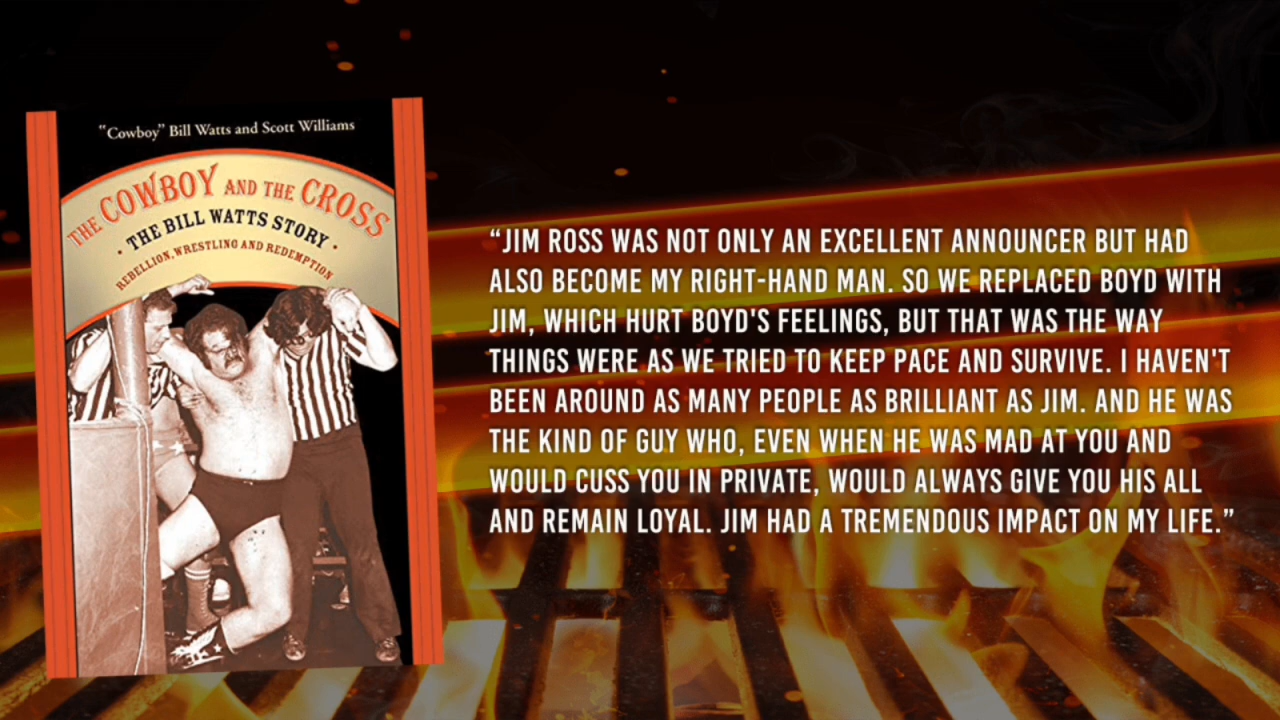 "Cowboy" Bill Watts and Scott Williams
THE COWBOY AND THE CROSS
· THE BILL WATTS STORY ·
REBELLION, WRESTLING AND REDEMPTION
“JIM ROSS WAS NOT ONLY AN EXCELLENT ANNOUNCER BUT HAD
ALSO BECOME MY RIGHT-HAND MAN. SO WE REPLACED BOYD WITH
JIM, WHICH HURT BOYD'S FEELINGS, BUT THAT WAS THE WAY
THINGS WERE AS WE TRIED TO KEEP PACE AND SURVIVE. I HAVEN'T
BEEN AROUND AS MANY PEOPLE AS BRILLIANT AS JIM. AND HE WAS
THE KIND OF GUY WHO, EVEN WHEN HE WAS MAD AT YOU AND
WOULD CUSS YOU IN PRIVATE, WOULD ALWAYS GIVE YOU HIS ALL
AND REMAIN LOYAL. JIM HAD A TREMENDOUS IMPACT ON MY LIFE.”